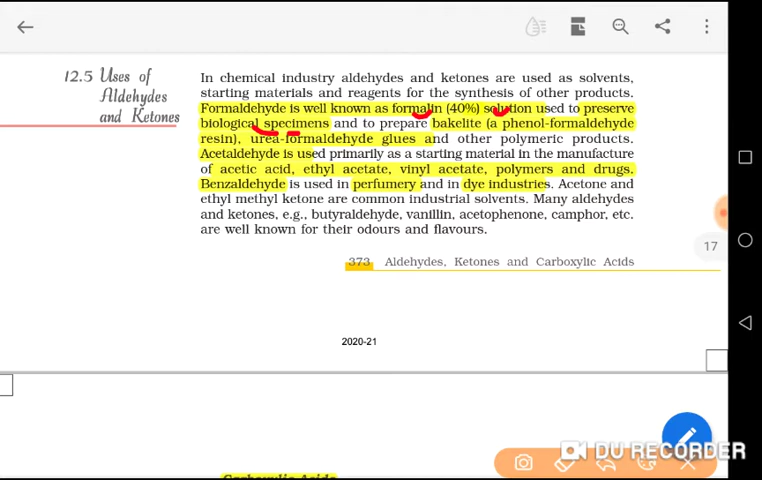 12.5 Uses of
Aldehydes
and Ketones
In chemical industry aldehydes and ketones are used as solvents,
starting materials and reagents for the synthesis of other products.
Formaldehyde is well known as formalin (40%) solution used to preserve
biological specimens and to prepare bakelite (a phenol-formaldehyde
resin), urea-formaldehyde glues and other polymeric products.
Acetaldehyde is used primarily as a starting material in the manufacture
of acetic acid, ethyl acetate, vinyl acetate, polymers and drugs.
Benzaldehyde is used in perfumery and in dye industries. Acetone and
ethyl methyl ketone are common industrial solvents. Many aldehydes
and ketones, e.g., butyraldehyde, vanillin, acetophenone, camphor, etc.
are well known for their odours and flavours.
17
373 Aldehydes, Ketones and Carboxylic Acids
2020-21
DU RECORDER
Carboxylic Acids